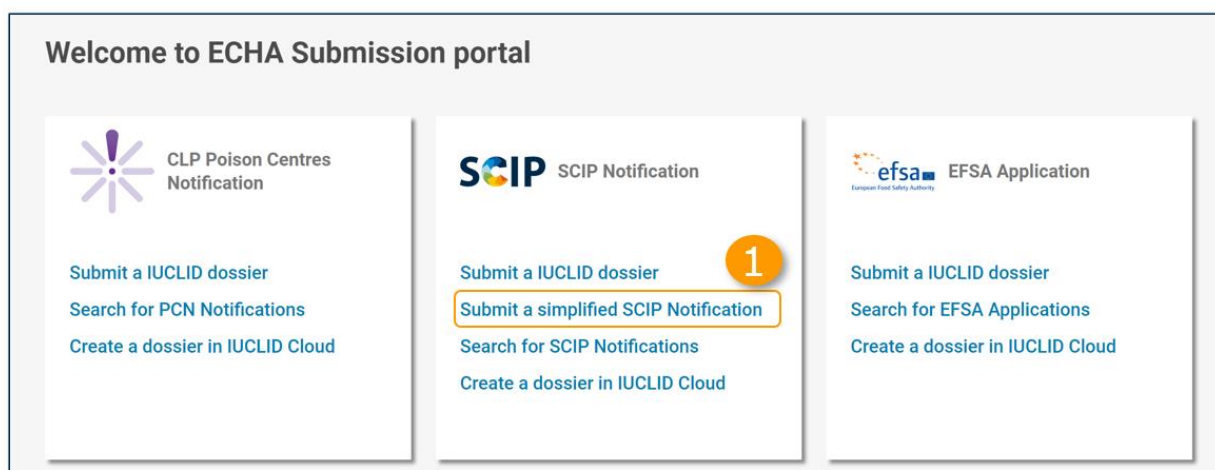 Welcome to ECHA Submission portal
CLP Poison Centres
Notification
Submit a IUCLID dossier
Search for PCN Notifications
Create a dossier in IUCLID Cloud
SCIP SCIP Notification
1
Submit a IUCLID dossier
Submit a simplified SCIP Notification
Search for SCIP Notifications
Create a dossier in IUCLID Cloud
efsa EFSA Application
European Food Safety Authority
Submit a IUCLID dossier
Search for EFSA Applications
Create a dossier in IUCLID Cloud